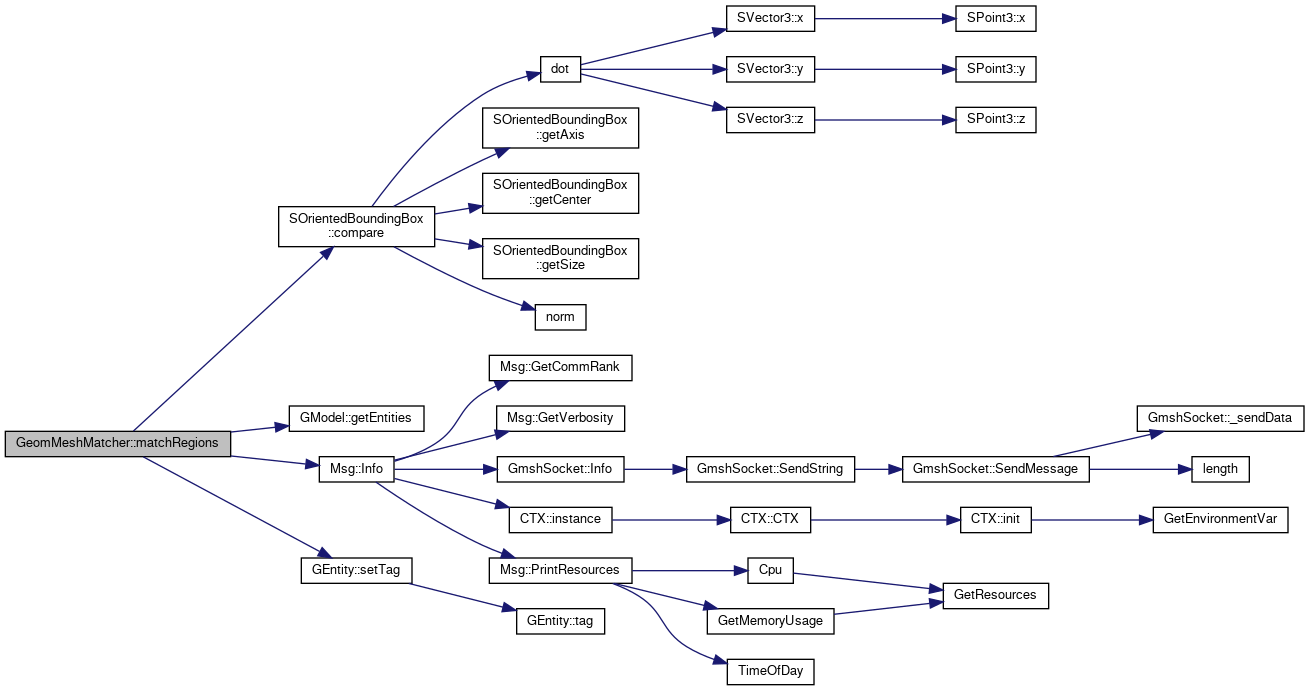 SVector3::x
SPoint3::x
dot
SVector3::y
SPoint3::y
SVector3::z
SPoint3::z
SOrientedBoundingBox
::getAxis
SOrientedBoundingBox
::getCenter
SOrientedBoundingBox
::compare
SOrientedBoundingBox
::getSize
norm
Msg::GetCommRank
GModel::getEntities
Msg::GetVerbosity
GmshSocket::_sendData
GeomMeshMatcher::matchRegions
Msg::Info
GmshSocket::Info
GmshSocket::SendString
GmshSocket::SendMessage
length
CTX::instance
CTX::CTX
CTX::init
GetEnvironmentVar
GEntity::setTag
Msg::PrintResources
Cpu
GetResources
GEntity::tag
GetMemoryUsage
TimeOfDay